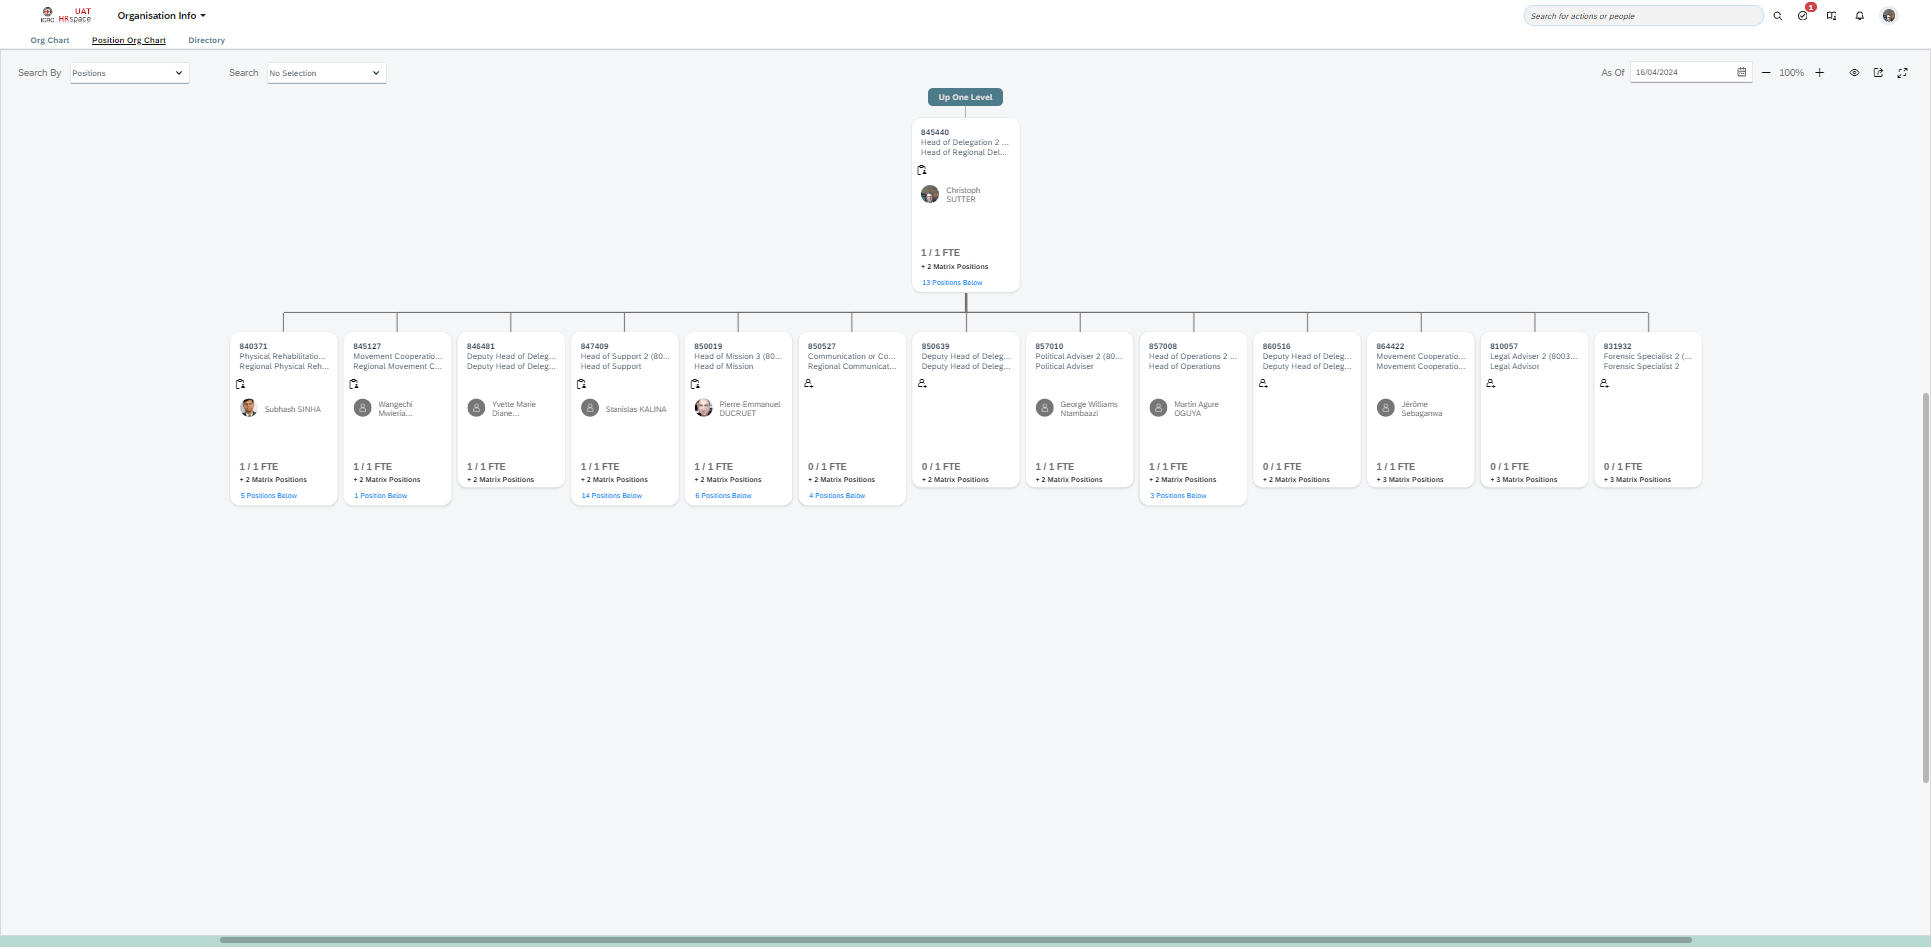 ICRC
UAT
HRspace
Organisation Info
Search for actions or people
1
Org Chart
Position Org Chart
Directory
Search By
Positions
Search
No Selection
As Of
16/04/2024
100%
Up One Level
845440
Head of Delegation 2 ...
Head of Regional Del...
Christoph
SUTTER
1 / 1 FTE
+ 2 Matrix Positions
13 Positions Below
840371
Physical Rehabilitatio...
Regional Physical Reh...
Subhash SINHA
1 / 1 FTE
+ 2 Matrix Positions
5 Positions Below
845127
Movement Cooperatio...
Regional Movement C...
Wangechi
Mwieria...
1 / 1 FTE
+ 2 Matrix Positions
1 Position Below
846481
Deputy Head of Deleg...
Deputy Head of Deleg...
Yvette Marie
Diane...
1 / 1 FTE
+ 2 Matrix Positions
847409
Head of Support 2 (80...
Head of Support
Stanislas KALINA
1 / 1 FTE
+ 2 Matrix Positions
14 Positions Below
850019
Head of Mission 3 (80...
Head of Mission
Pierre-Emmanuel
DUCRUET
1 / 1 FTE
+ 2 Matrix Positions
6 Positions Below
850527
Communication or Co...
Regional Communicat...
0 / 1 FTE
+ 2 Matrix Positions
4 Positions Below
850639
Deputy Head of Deleg...
Deputy Head of Deleg...
0 / 1 FTE
+ 2 Matrix Positions
857010
Political Adviser 2 (80...
Political Adviser
George Williams
Ntambaazi
1 / 1 FTE
+ 2 Matrix Positions
857008
Head of Operations 2 ...
Head of Operations
Martin Agure
OGUYA
1 / 1 FTE
+ 2 Matrix Positions
3 Positions Below
860516
Deputy Head of Deleg...
Deputy Head of Deleg...
0 / 1 FTE
+ 2 Matrix Positions
864422
Movement Cooperatio...
Movement Cooperatio...
Jérôme
Sebaganwa
1 / 1 FTE
+ 3 Matrix Positions
810057
Legal Adviser 2 (8003...
Legal Advisor
0 / 1 FTE
+ 3 Matrix Positions
831932
Forensic Specialist 2 (...
Forensic Specialist 2
0 / 1 FTE
+ 3 Matrix Positions